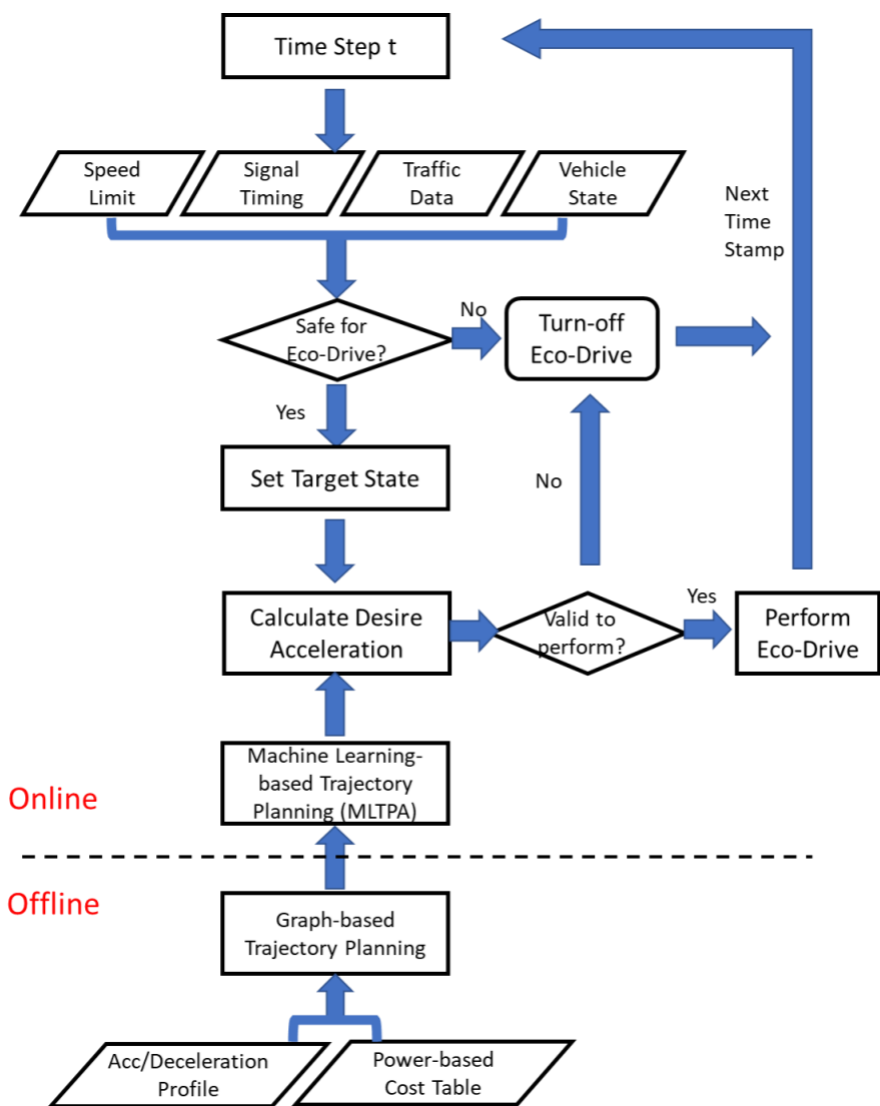 Time Step t
Speed
Limit
Signal
Timing
Traffic
Data
Vehicle
State
Next
Time
Stamp
Safe for
Eco-Drive?
No
Turn-off
Eco-Drive
Yes
Set Target State
No
Calculate Desire
Acceleration
Valid to
perform?
Yes
Perform
Eco-Drive
Machine Learning-
based Trajectory
Planning (MLTPA)
Online
Offline
Graph-based
Trajectory Planning
Acc/Deceleration
Profile
Power-based
Cost Table